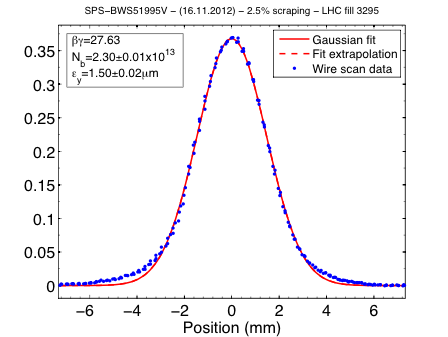 SPS−BWS51995V − (16.11.2012) − 2.5% scraping − LHC fill 3295
βγ=27.63
N_b=2.30±0.01x10^13
ε_y=1.50±0.02μm
Gaussian fit
Fit extrapolation
Wire scan data
0.35
0.3
0.25
0.2
0.15
0.1
0.05
0
−6 −4 −2 0 2 4 6
Position (mm)